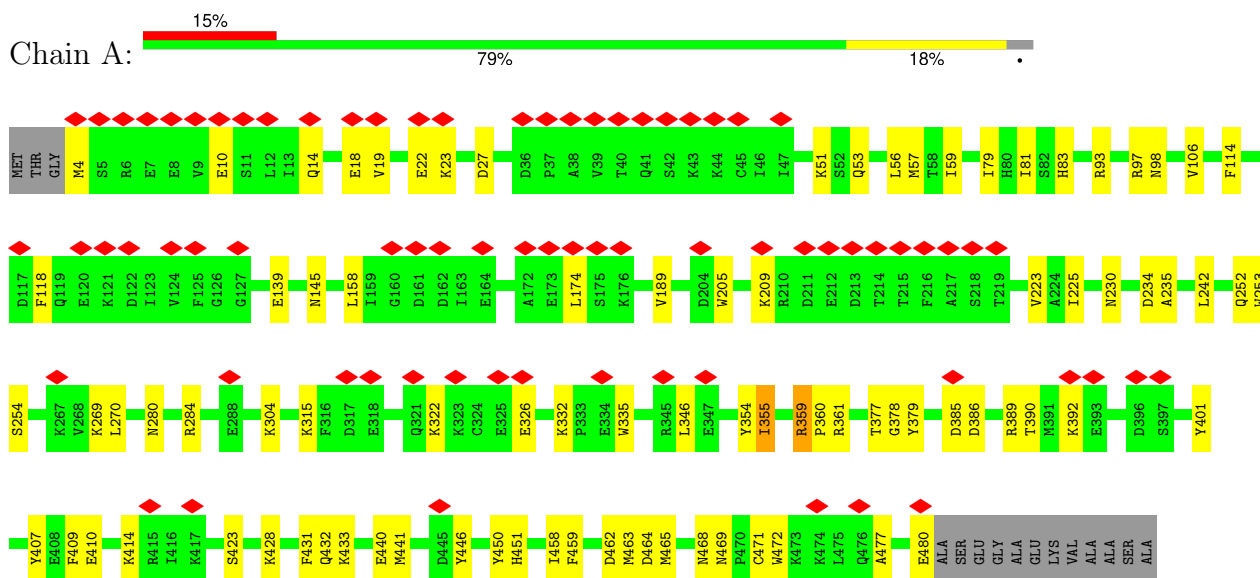 15%
Chain A:
79% 18% •
MET THR GLY M4 S5 R6 E7 E8 V9 E10 S11 L12 I13 Q14 E18 V19 E22 K23 D27 D36 P37 A38 V39 T40 Q41 S42 K43 K44 C45 I46 I47 K51 S52 Q53 L56 M57 T58 I59 I79 H80 I81 S82 H83 R93 R97 N98 V106 F114
D117 F118 Q119 E120 K121 D122 I123 V124 F125 G126 G127 E139 N145 L158 I159 G160 D161 D162 I163 E164 A172 E173 L174 S175 K176 V189 D204 W205 K209 R210 D211 E212 D213 T214 T215 F216 A217 S218 T219 V223 A224 I225 N230 D234 A235 L242 Q252 W253
S254 K267 V268 K269 L270 N280 R284 E288 K304 K315 F316 D317 E318 Q321 K322 K323 C324 E325 E326 K332 P333 E334 W335 R345 L346 E347 Y354 I355 R359 P360 R361 T377 G378 Y379 D385 D386 R389 T390 M391 K392 E393 D396 S397 Y401
Y407 E408 F409 E410 K414 R415 I416 K417 S423 K428 F431 Q432 K433 E440 M441 D445 Y446 Y450 H451 I458 F459 D462 M463 D464 M465 N468 N469 P470 C471 W472 K473 K474 L475 Q476 A477 E480 ALA SER GLU GLY ALA GLU LYS VAL ALA ALA SER ALA